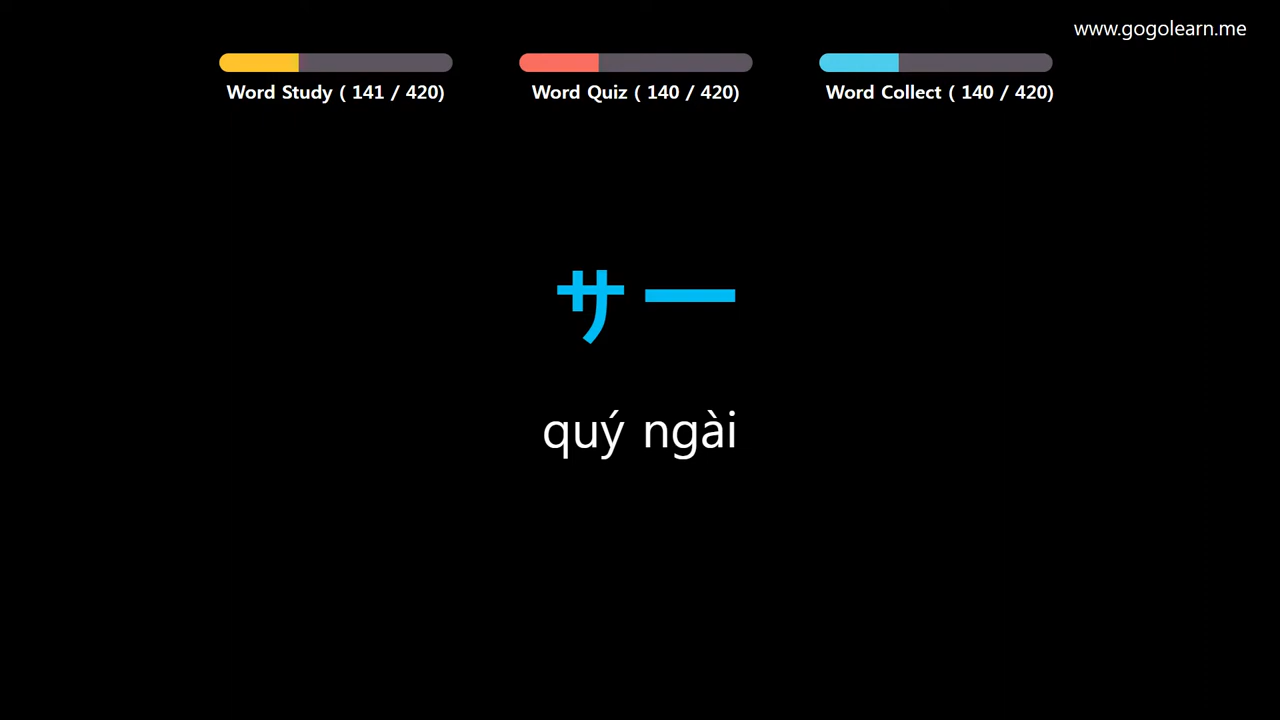 www.gogolearn.me
Word Study ( 141 / 420)
Word Quiz ( 140 / 420)
Word Collect ( 140 / 420)
サー
quý ngài